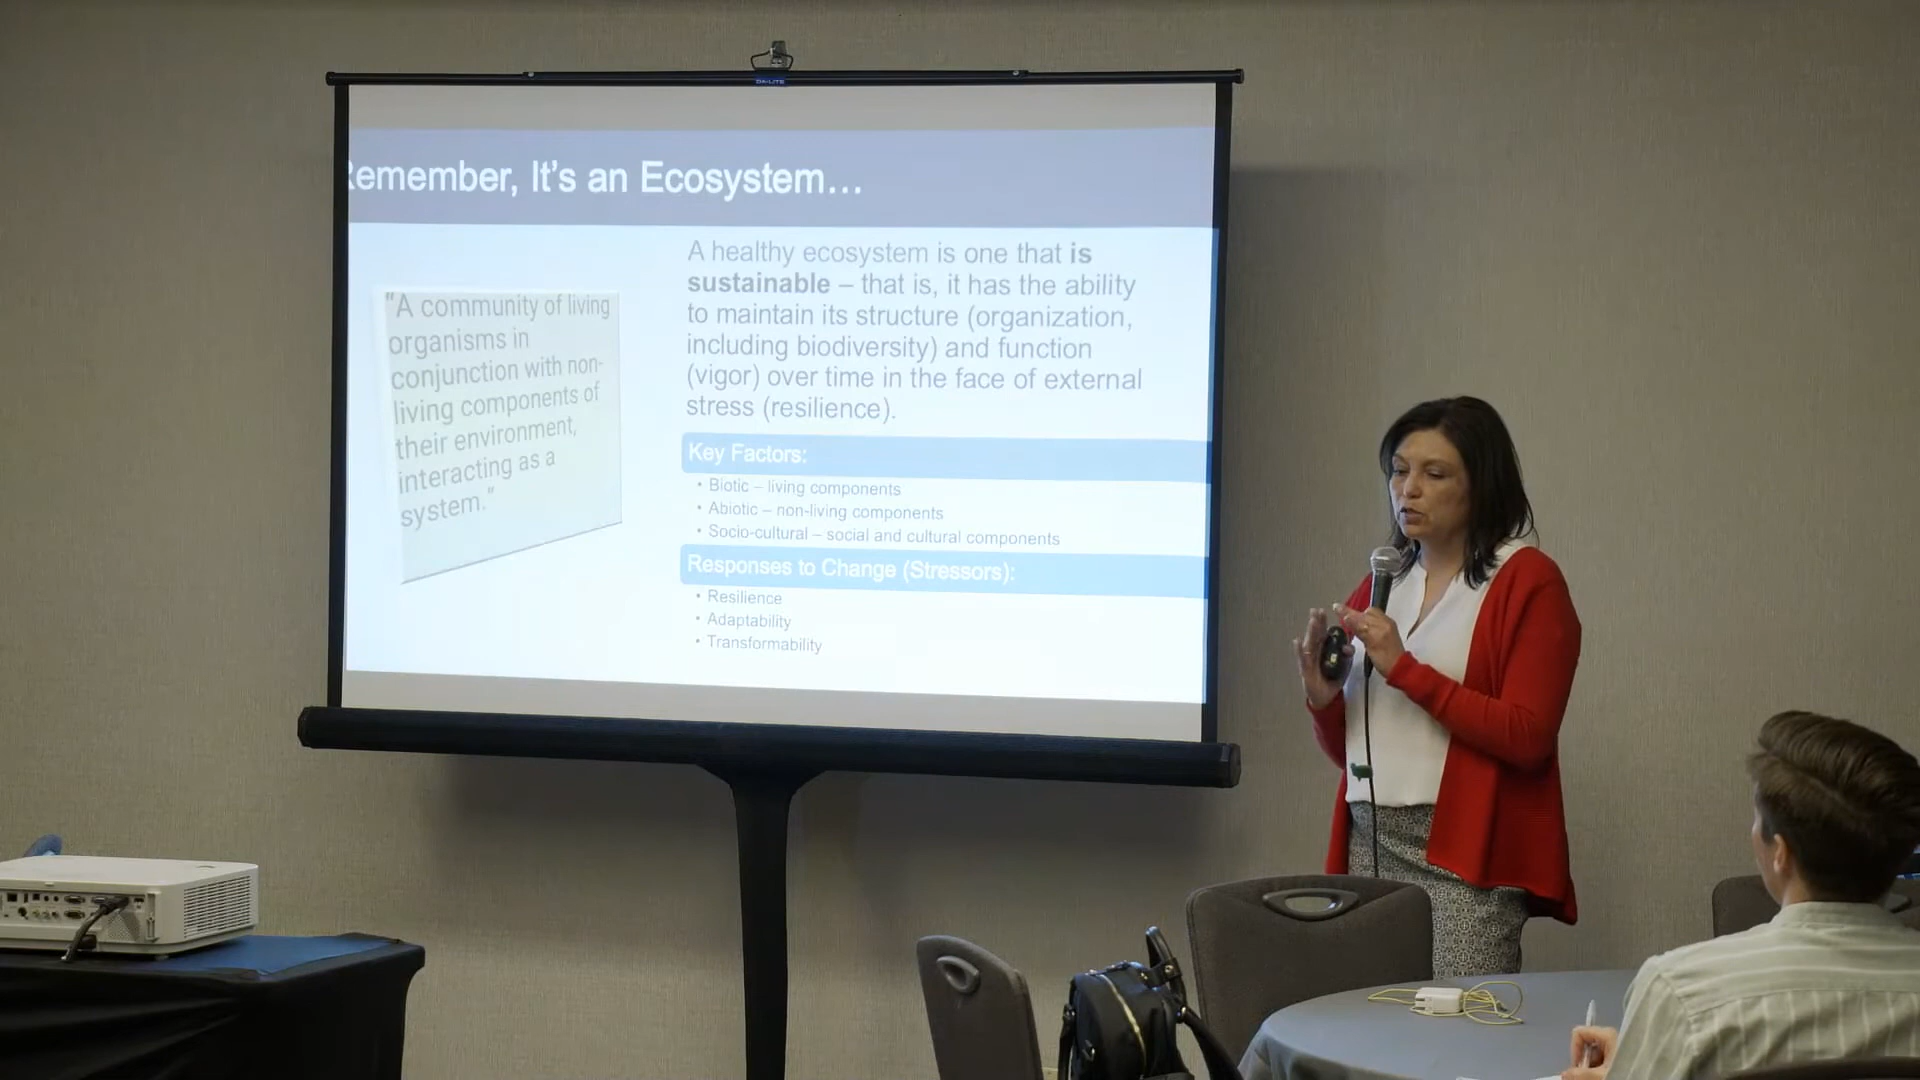 Remember, It's an Ecosystem...
"A community of living
organisms in
conjunction with non-
living components of
their environment,
interacting as a
system."
A healthy ecosystem is one that is
sustainable – that is, it has the ability
to maintain its structure (organization,
including biodiversity) and function
(vigor) over time in the face of external
stress (resilience).
Key Factors:
• Biotic – living components
• Abiotic – non-living components
• Socio-cultural – social and cultural components
Responses to Change (Stressors):
• Resilience
• Adaptability
• Transformability
DA-LITE